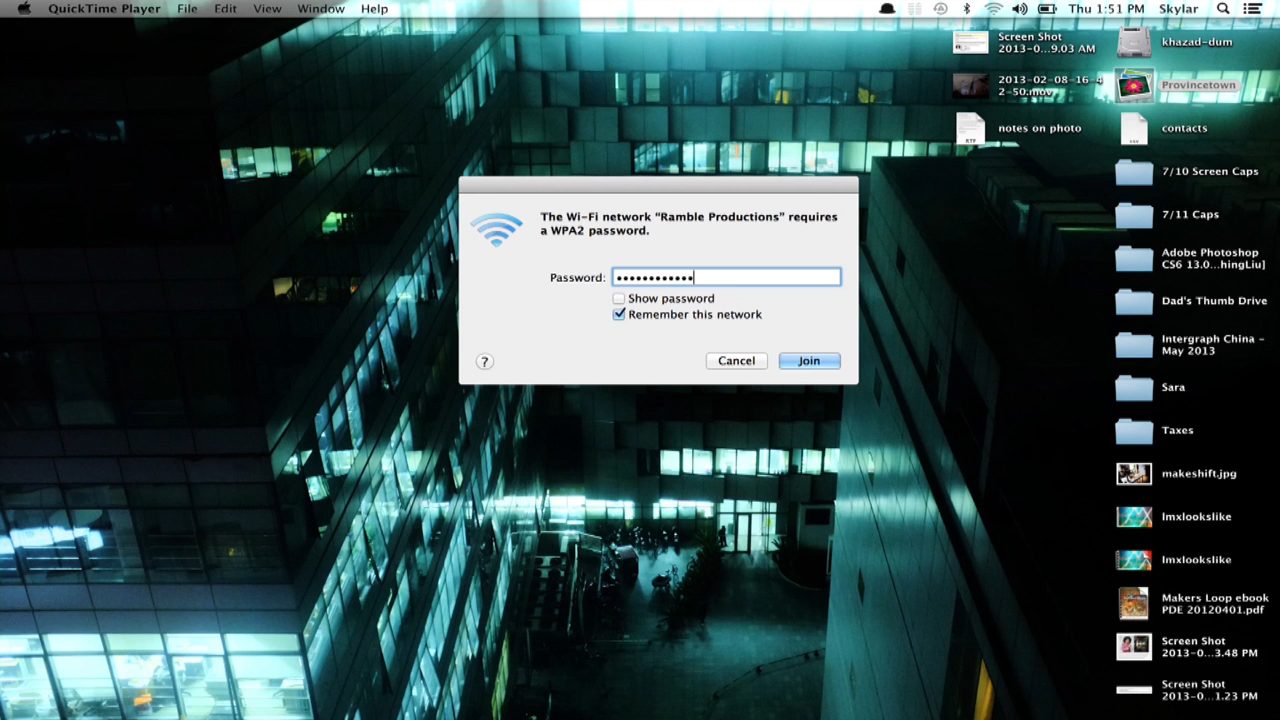 QuickTime Player File Edit View Window Help Thu 1:51 PM Skylar
Screen Shot
2013-0...9.03 AM
khazad-dum
2013-02-08-16-4
2-50.mov
Provincetown
notes on photo
contacts
7/10 Screen Caps
7/11 Caps
Adobe Photoshop
CS6 13.0...hingLiu]
Dad's Thumb Drive
Intergraph China -
May 2013
Sara
Taxes
makeshift.jpg
lmxlookslike
lmxlookslike
Makers Loop ebook
PDE 20120401.pdf
Screen Shot
2013-0...3.48 PM
Screen Shot
2013-0...1.23 PM
The Wi-Fi network “Ramble Productions” requires
a WPA2 password.
Password: ••••••••••••
Show password
Remember this network
? Cancel Join